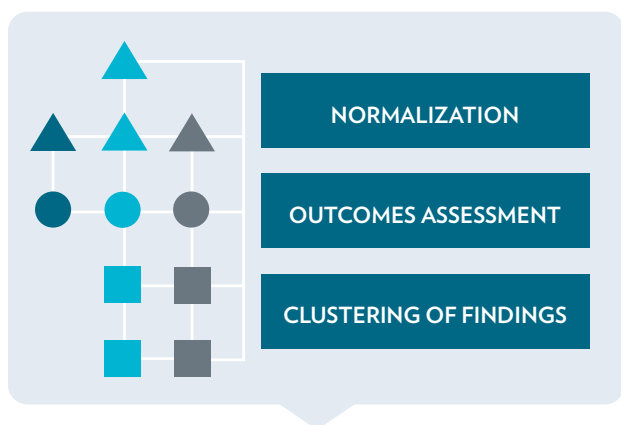 NORMALIZATION
OUTCOMES ASSESSMENT
CLUSTERING OF FINDINGS